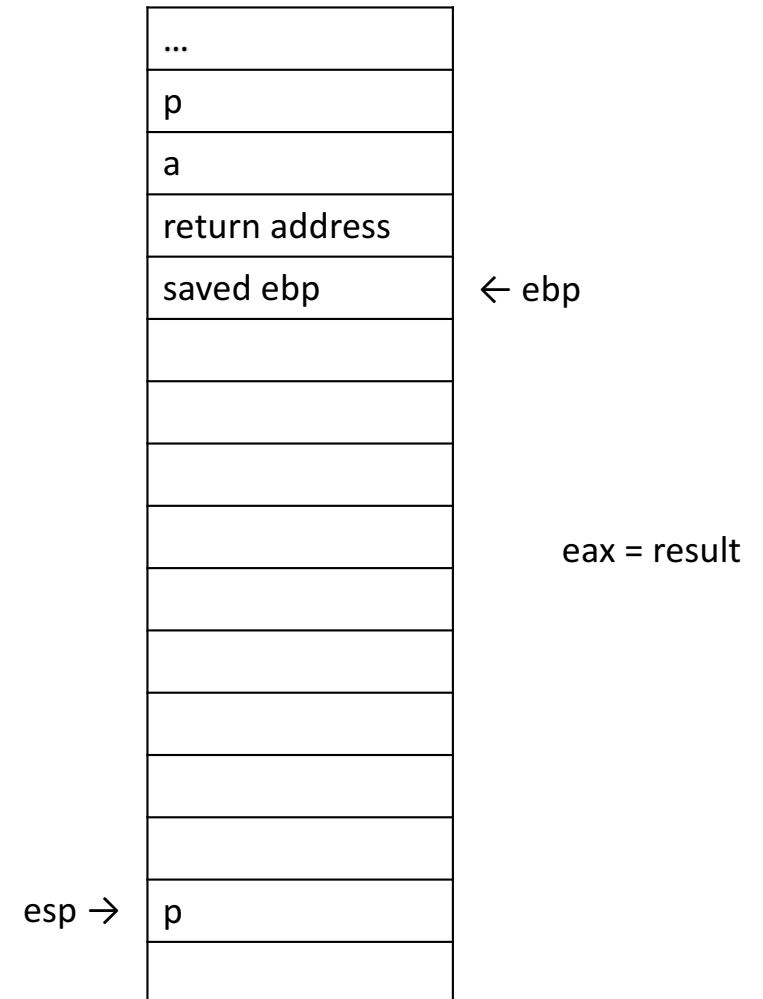 ...
p
a
return address
saved ebp
← ebp
eax = result
esp →
p